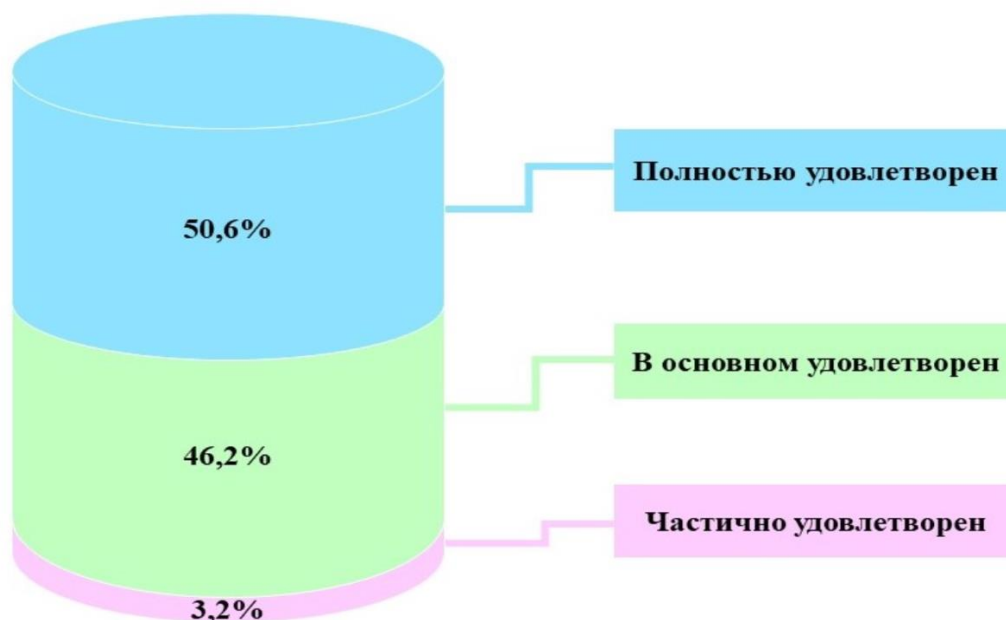 Полностью удовлетворен
50,6%
В основном удовлетворен
46,2%
Частично удовлетворен
3,2%